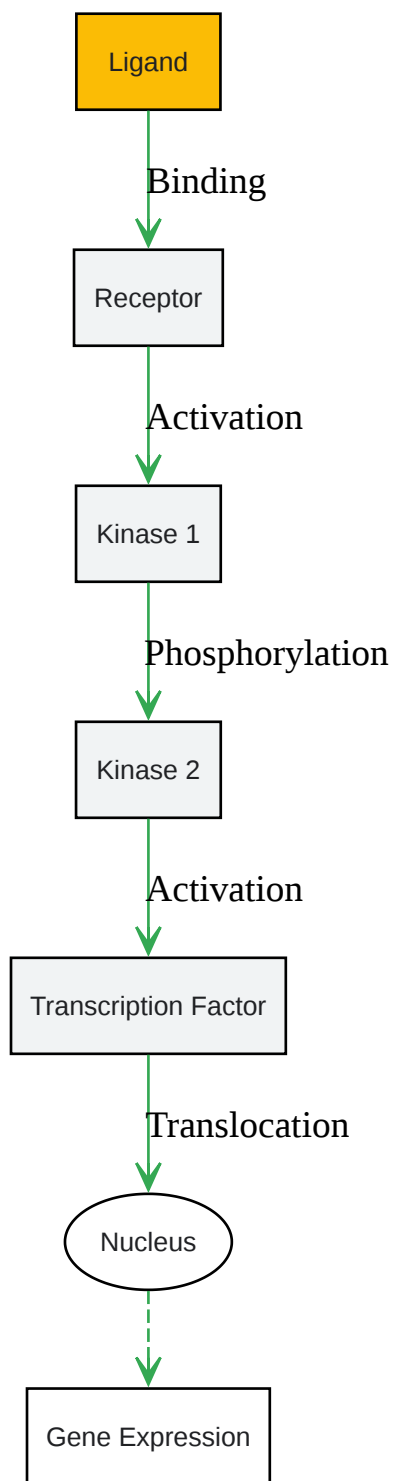 Ligand
Binding
Receptor
Activation
Kinase 1
Phosphorylation
Kinase 2
Activation
Transcription Factor
Translocation
Nucleus
Gene Expression